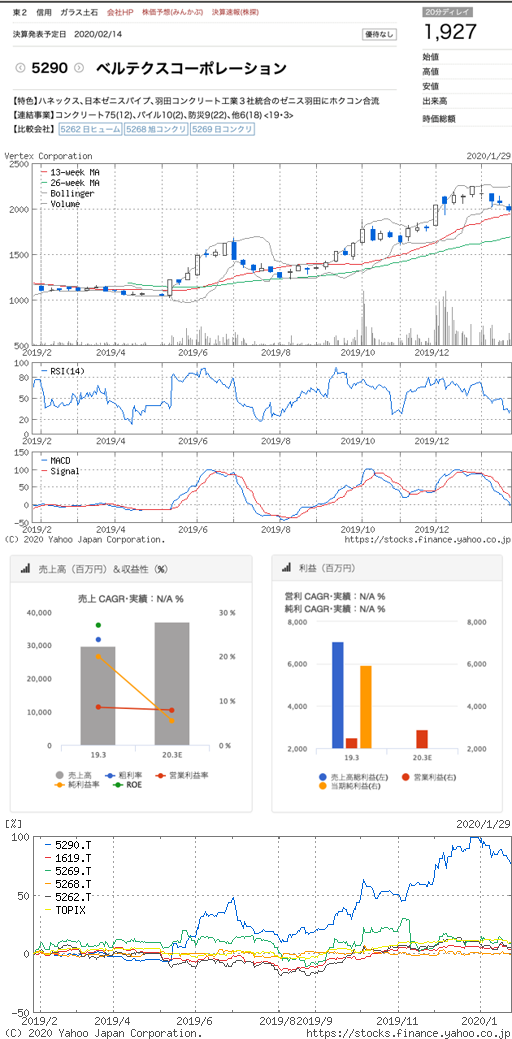 東2 信用 ガラス土石 会社HP 株価予想(みんかぶ) 決算速報(株探)
20分ディレイ
1,927
決算発表予定日 2020/02/14
優待なし
5290 ベルテクスコーポレーション
始値
高値
安値
出来高
時価総額
【特色】ハネックス、日本ゼニスパイプ、羽田コンクリート工業3社統合のゼニス羽田にホクコン合流
【連結事業】コンクリート75(12)、パイル10(2)、防災9(22)、他6(18) <19・3>
【比較会社】 5262 日ヒューム 5268 旭コンクリ 5269 日コンクリ
Vertex Corporation 2020/1/29
2500
13-week MA
26-week MA
Bollinger
Volume
2000
1500
1000
500
2019/2 2019/4 2019/6 2019/8 2019/10 2019/12
100
RSI(14)
80
50
20
0
2019/2 2019/4 2019/6 2019/8 2019/10 2019/12
150
MACD
Signal
100
50
0
-50
2019/2 2019/4 2019/6 2019/8 2019/10 2019/12
(C) 2020 Yahoo Japan Corporation. https://stocks.finance.yahoo.co.jp
売上高（百万円）＆収益性（%）
売上 CAGR・実績：N/A %
40,000 30 %
30,000
20 %
20,000
10 %
10,000
0 0 %
19.3 20.3E
売上高 粗利率 営業利益率
純利益率 ROE
利益（百万円）
営利 CAGR・実績：N/A %
純利 CAGR・実績：N/A %
8,000 8,000
6,000 6,000
4,000 4,000
2,000 2,000
19.3 20.3E
売上高総利益(左) 営業利益(右)
当期純利益(右)
[%] 2020/1/29
100
5290.T
1619.T
5269.T
5268.T
5262.T
TOPIX
50
0
-50
2019/2 2019/4 2019/6 2019/8 2019/9 2019/11 2020/1
(C) 2020 Yahoo Japan Corporation. https://stocks.finance.yahoo.co.jp